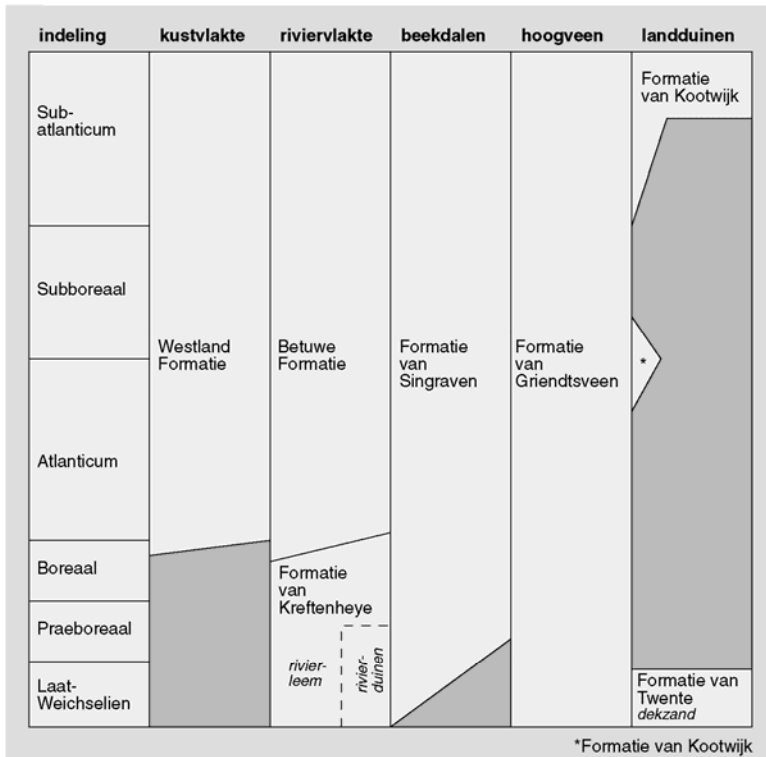 indeling kustvlakte riviervlakte beekdalen hoogveen landduinen
Formatie
van Kootwijk
Sub-
atlanticum
Subboreaal
Westland
Formatie
Betuwe
Formatie
Formatie
van
Singraven
Formatie
van
Griendtsveen
*
Atlanticum
Boreaal
Formatie
van
Kreftenheye
Praeboreaal
rivier-
leem
rivier-
duinen
Laat-
Weichselien
Formatie van
Twente
dekzand
*Formatie van Kootwijk